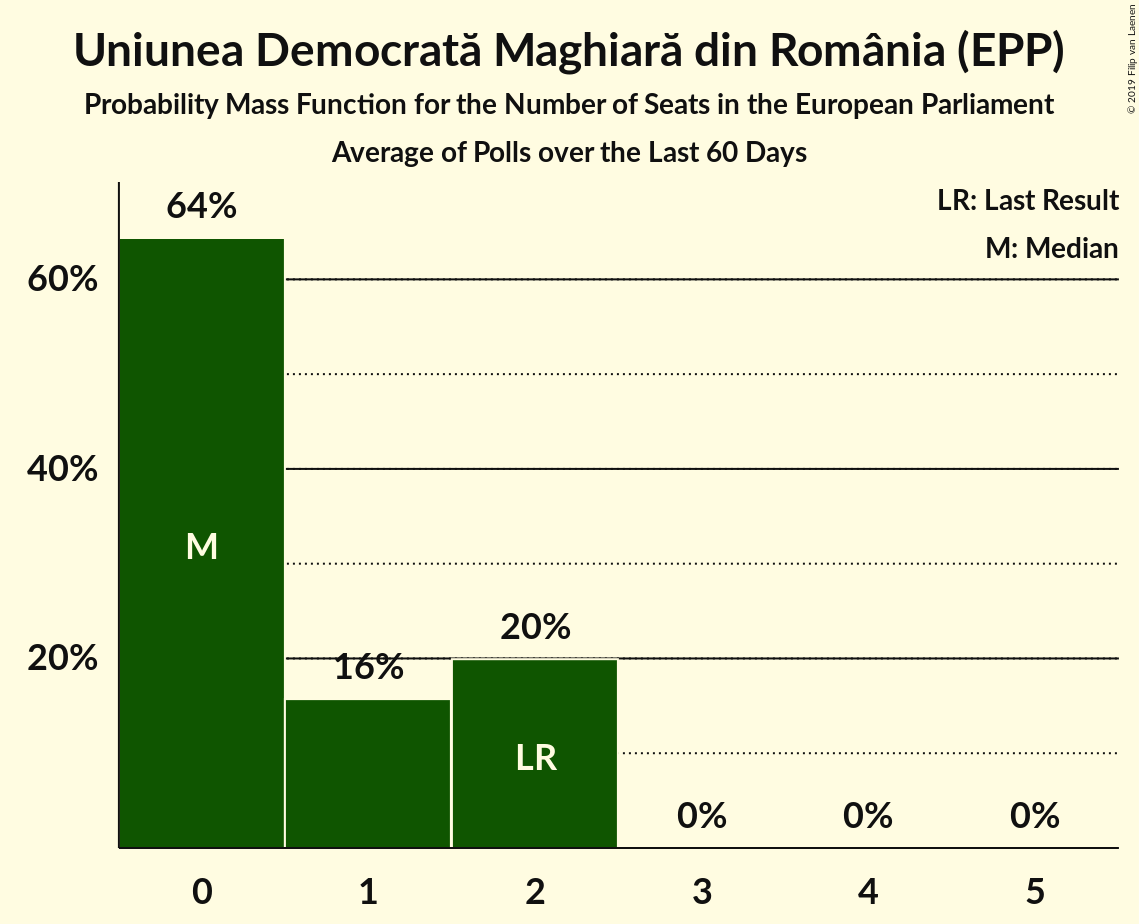 Uniunea Democrată Maghiară din România (EPP)
Probability Mass Function for the Number of Seats in the European Parliament
Average of Polls over the Last 60 Days
© 2019 Filip van Laenen
LR: Last Result
M: Median
64%
60%
40%
M
20%
20%
16%
LR
0%
0%
0%
0
1
2
3
4
5